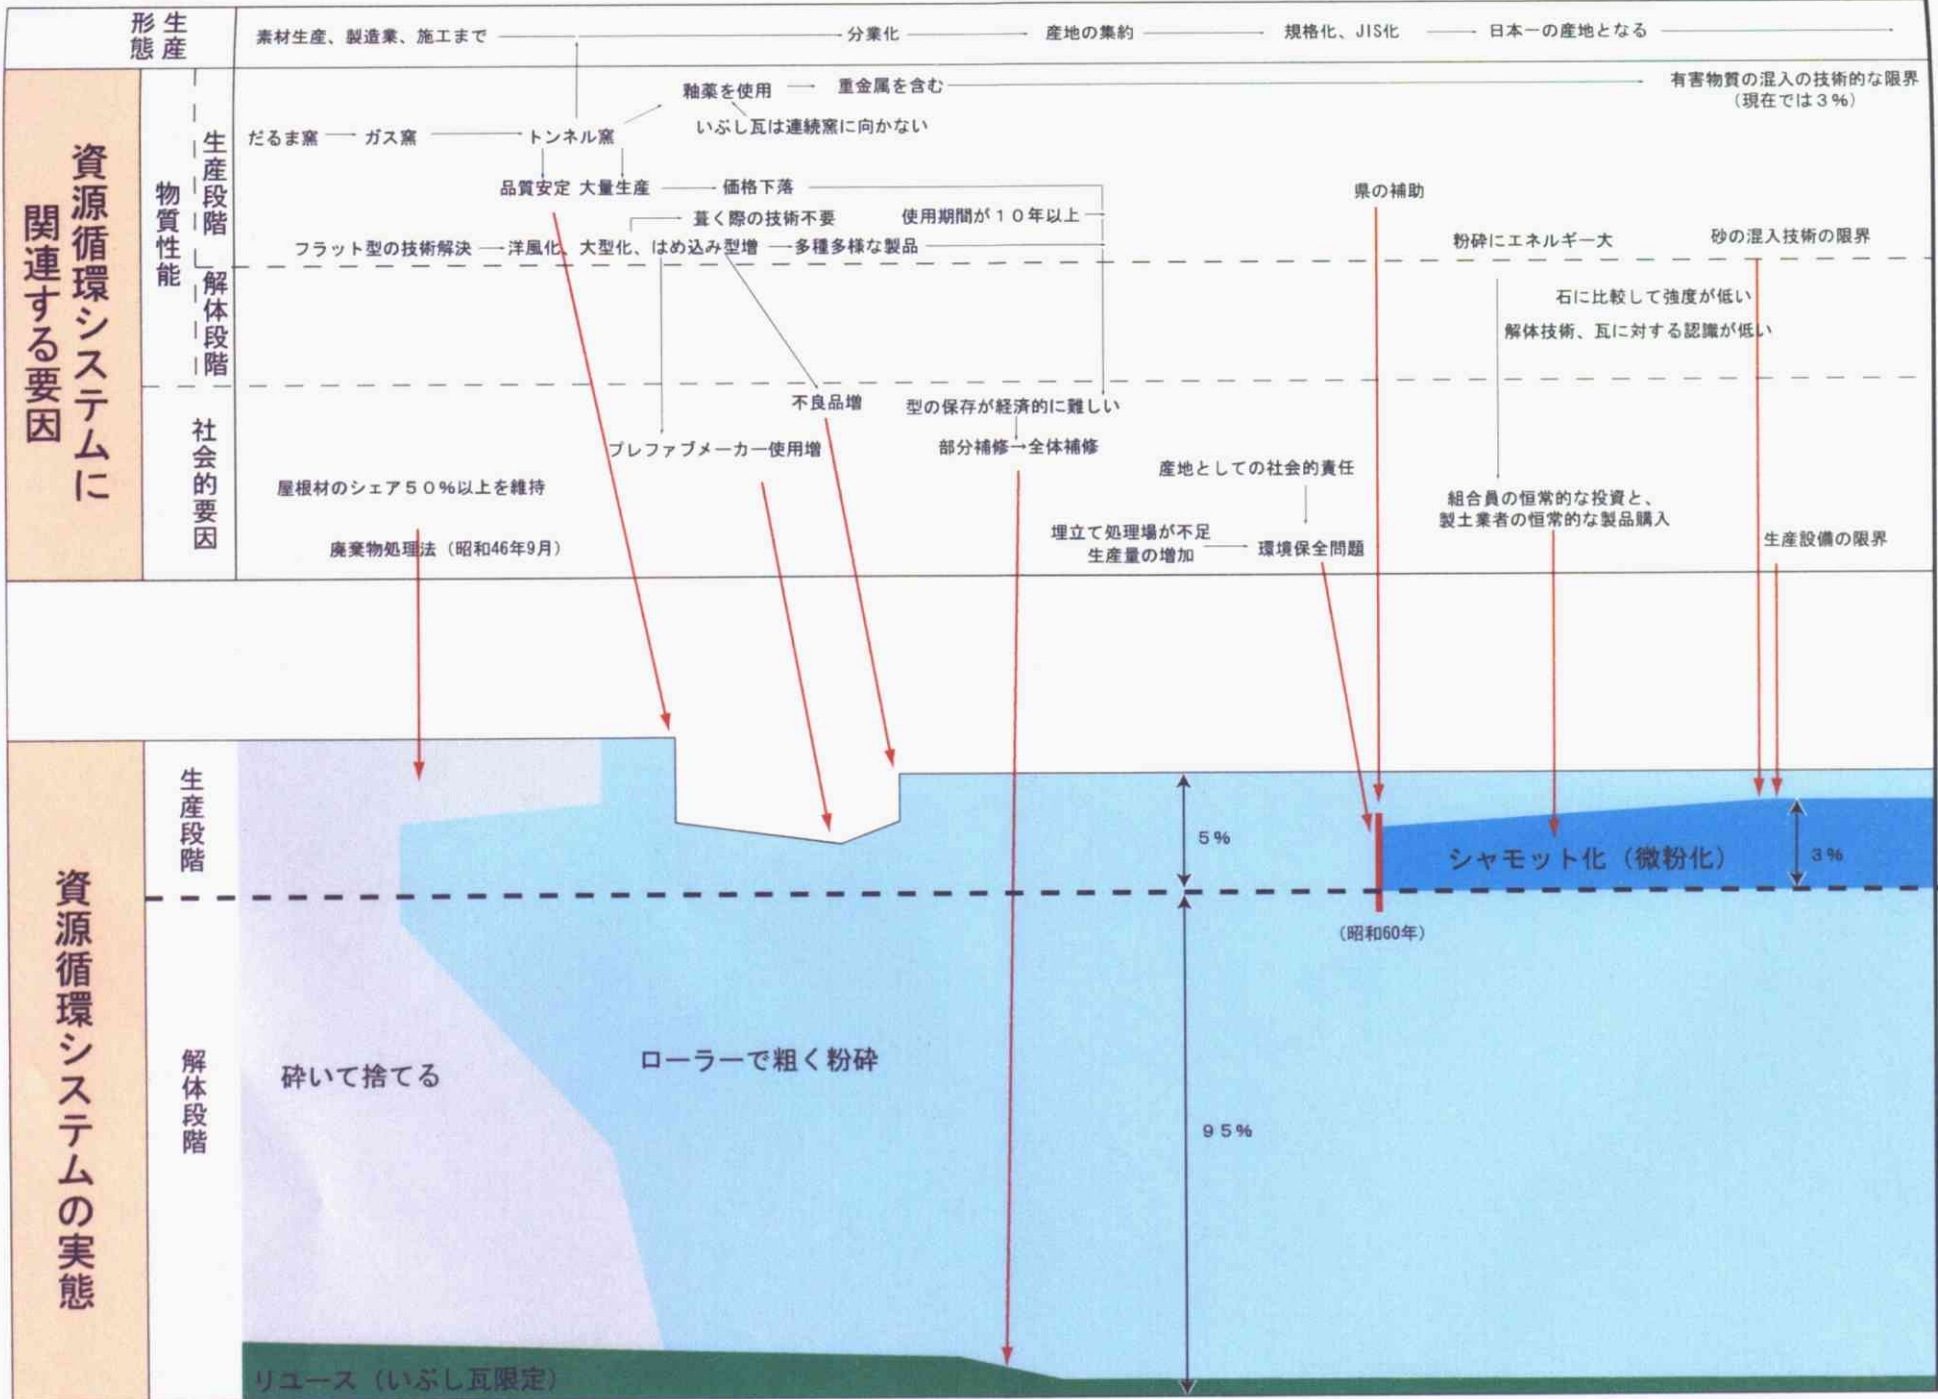 生産
形態
素材生産、製造業、施工まで
分業化
産地の集約
規格化、JIS化
日本一の産地となる
資源循環システムに
関連する要因
物質性能
生産段階
解体段階
社会的要因
釉薬を使用
重金属を含む
有害物質の混入の技術的な限界
(現在では3%)
いぶし瓦は連続窯に向かない
だるま窯
ガス窯
トンネル窯
品質安定
大量生産
価格下落
県の補助
葺く際の技術不要
使用期間が10年以上
フラット型の技術解決
洋風化、大型化、はめ込み型増
多種多様な製品
粉砕にエネルギー大
砂の混入技術の限界
石に比較して強度が低い
解体技術、瓦に対する認識が低い
不良品増
型の保存が経済的に難しい
プレファブメーカー使用増
部分補修→全体補修
産地としての社会的責任
屋根材のシェア50%以上を維持
組合員の恒常的な投資と、
製土業者の恒常的な製品購入
廃棄物処理法(昭和46年9月)
埋立て処理場が不足
生産量の増加
環境保全問題
生産設備の限界
資源循環システムの実態
生産段階
解体段階
5%
シャモット化(微粉化)
3%
(昭和60年)
砕いて捨てる
ローラーで粗く粉砕
95%
リユース(いぶし瓦限定)